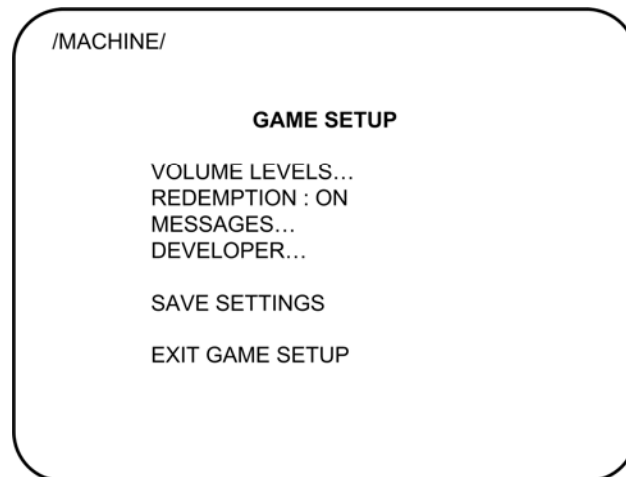 /MACHINE/
GAME SETUP
VOLUME LEVELS…
REDEMPTION : ON
MESSAGES…
DEVELOPER…
SAVE SETTINGS
EXIT GAME SETUP